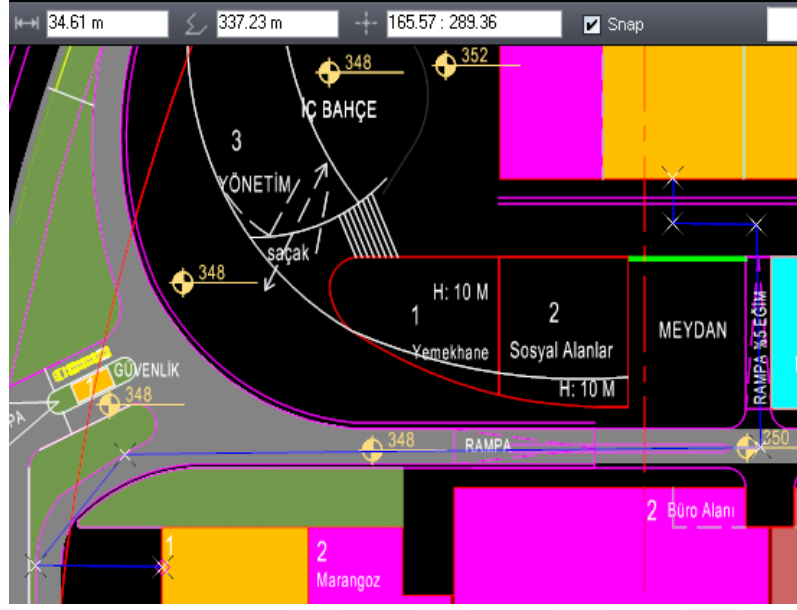 34.61 m
337.23 m
165.57 : 289.36
Snap
348
352
İÇ BAHÇE
3
YÖNETİM
saçak
348
H: 10 M
1
2
Yemekhane
Sosyal Alanlar
H: 10 M
MEYDAN
RAMPA %5 EĞİM
GÜVENLİK
348
348
RAMPA
350
1
2
Marangoz
2
Büro Alanı